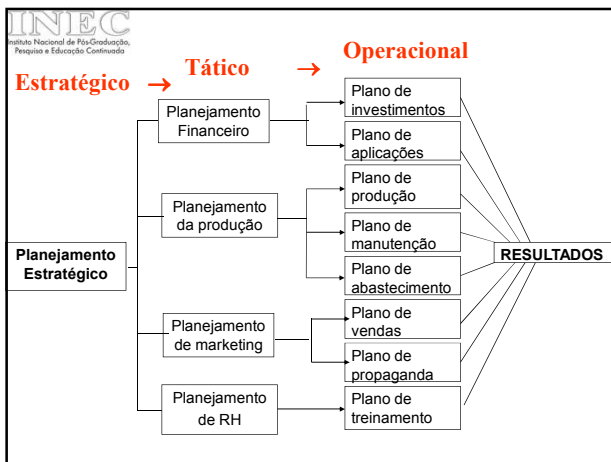 INEC
Instituto Nacional de Pós-Graduação,
Pesquisa e Educação Continuada
Estratégico → Tático → Operacional
Planejamento
Estratégico
Planejamento
Financeiro
Planejamento
da produção
Planejamento
de marketing
Planejamento
de RH
Plano de
investimentos
Plano de
aplicações
Plano de
produção
Plano de
manutenção
Plano de
abastecimento
Plano de
vendas
Plano de
propaganda
Plano de
treinamento
RESULTADOS